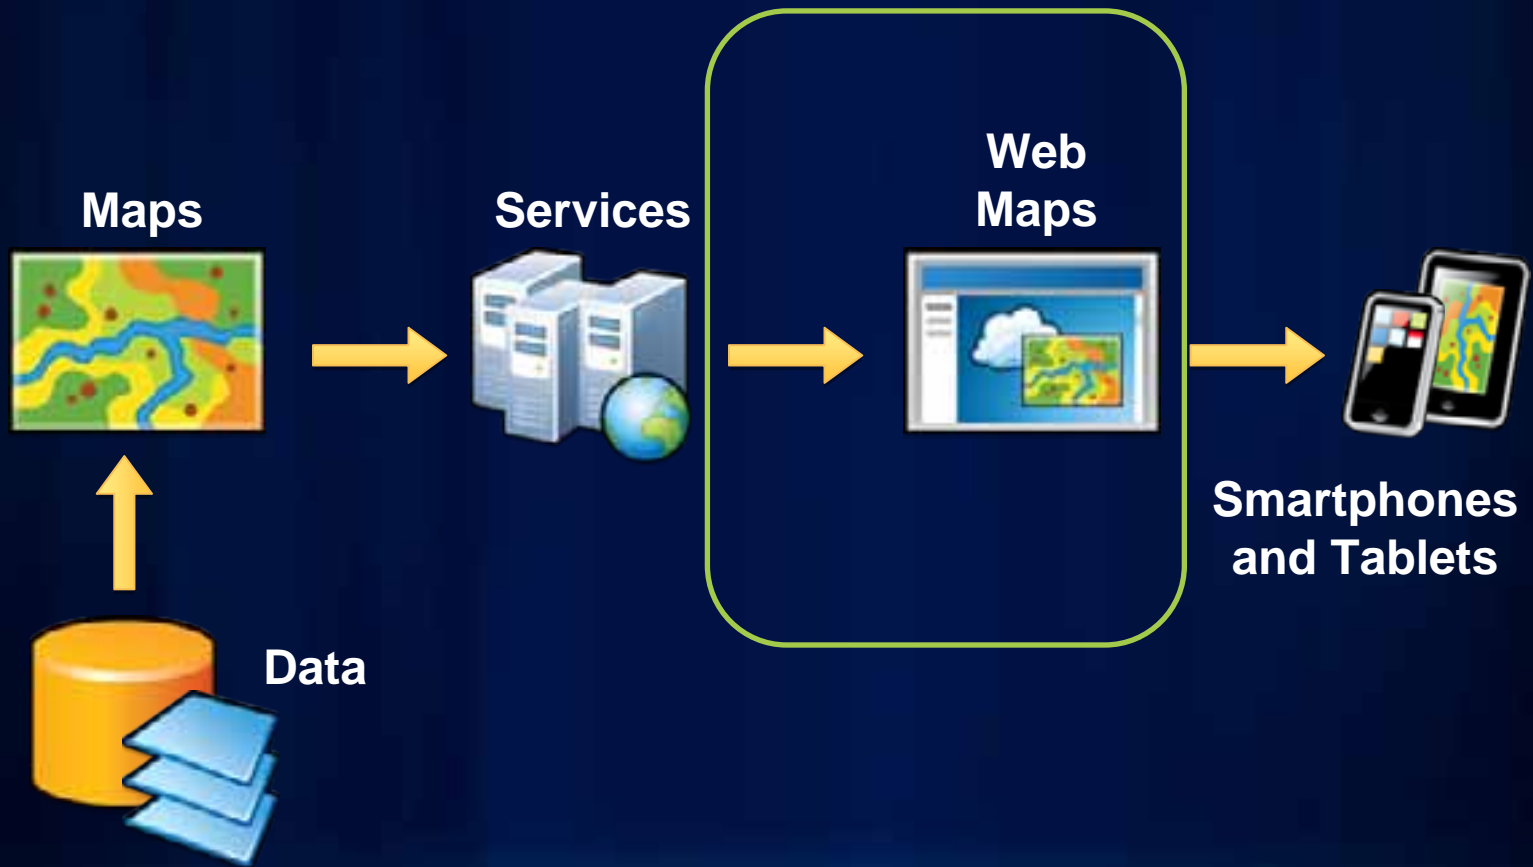 Maps
Services
Web
Maps
Smartphones
and Tablets
Data